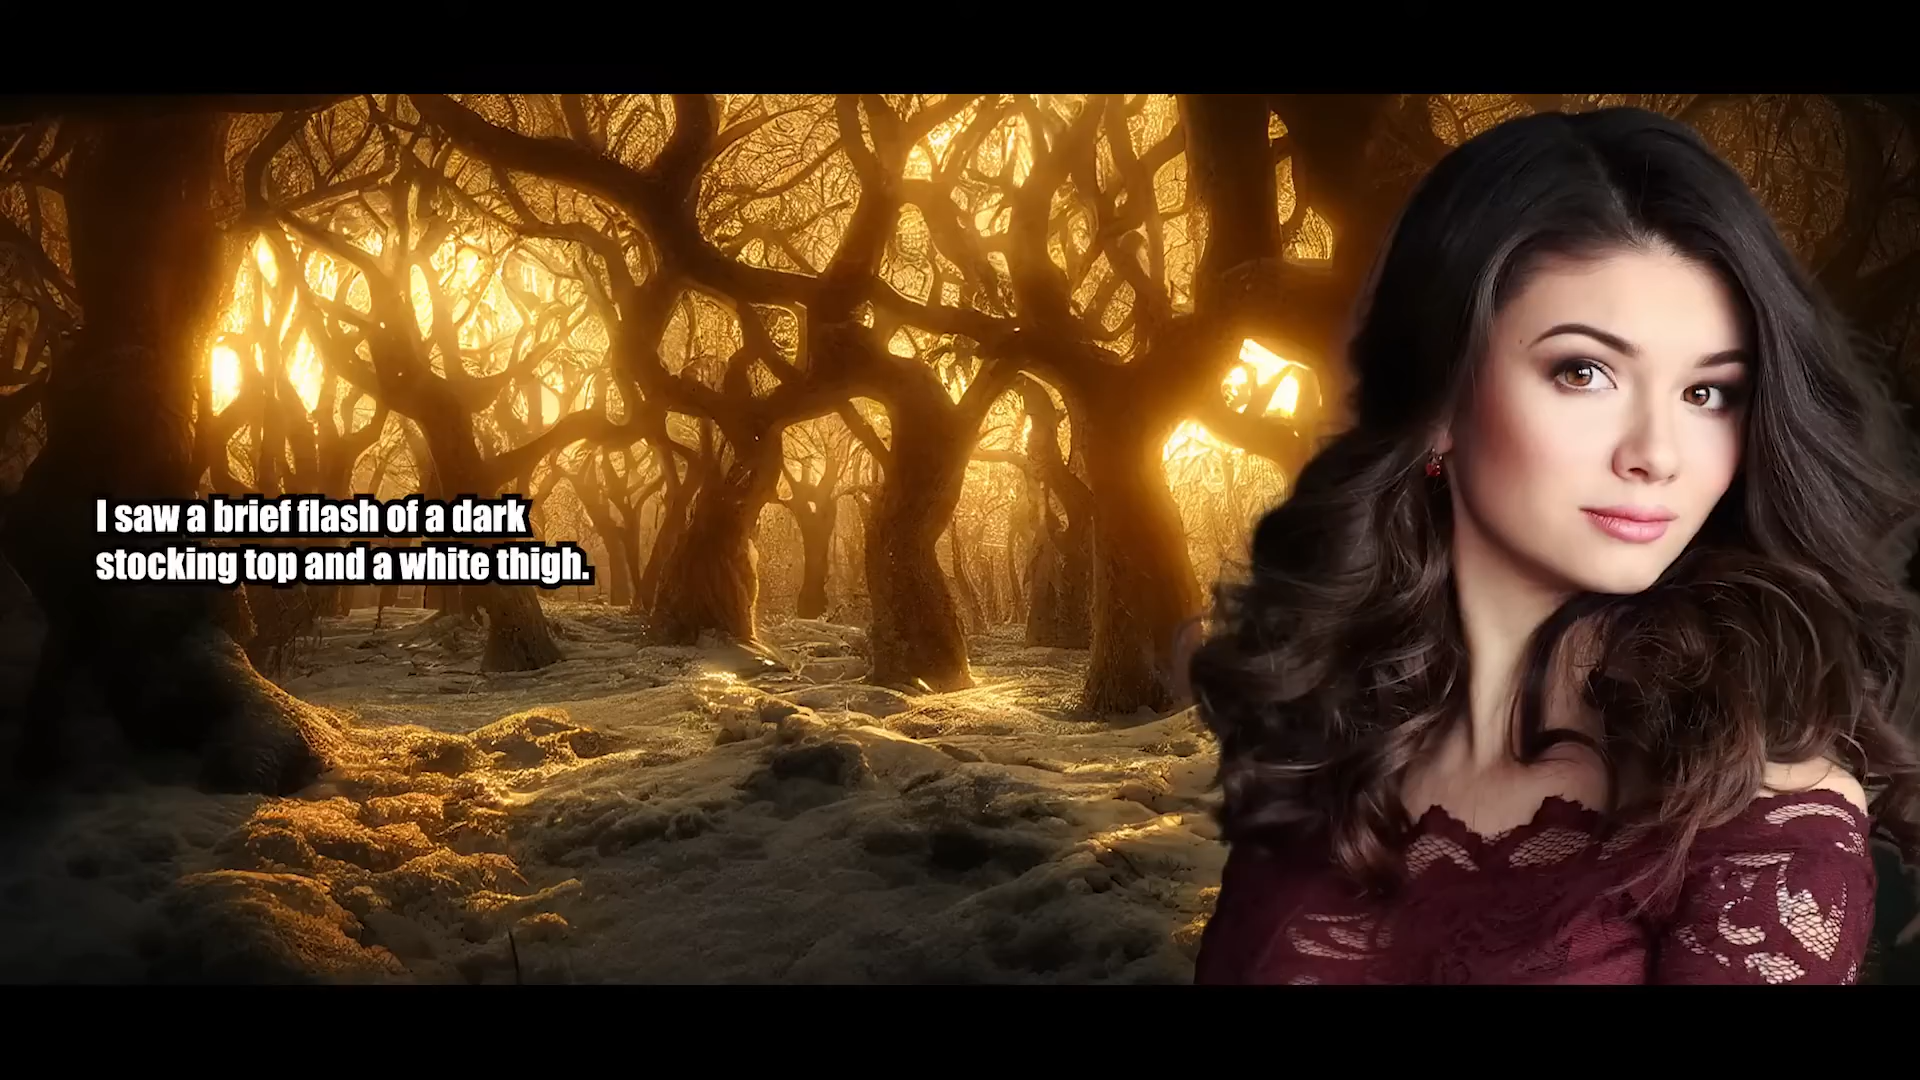 I saw a brief flash of a dark
stocking top and a white thigh.